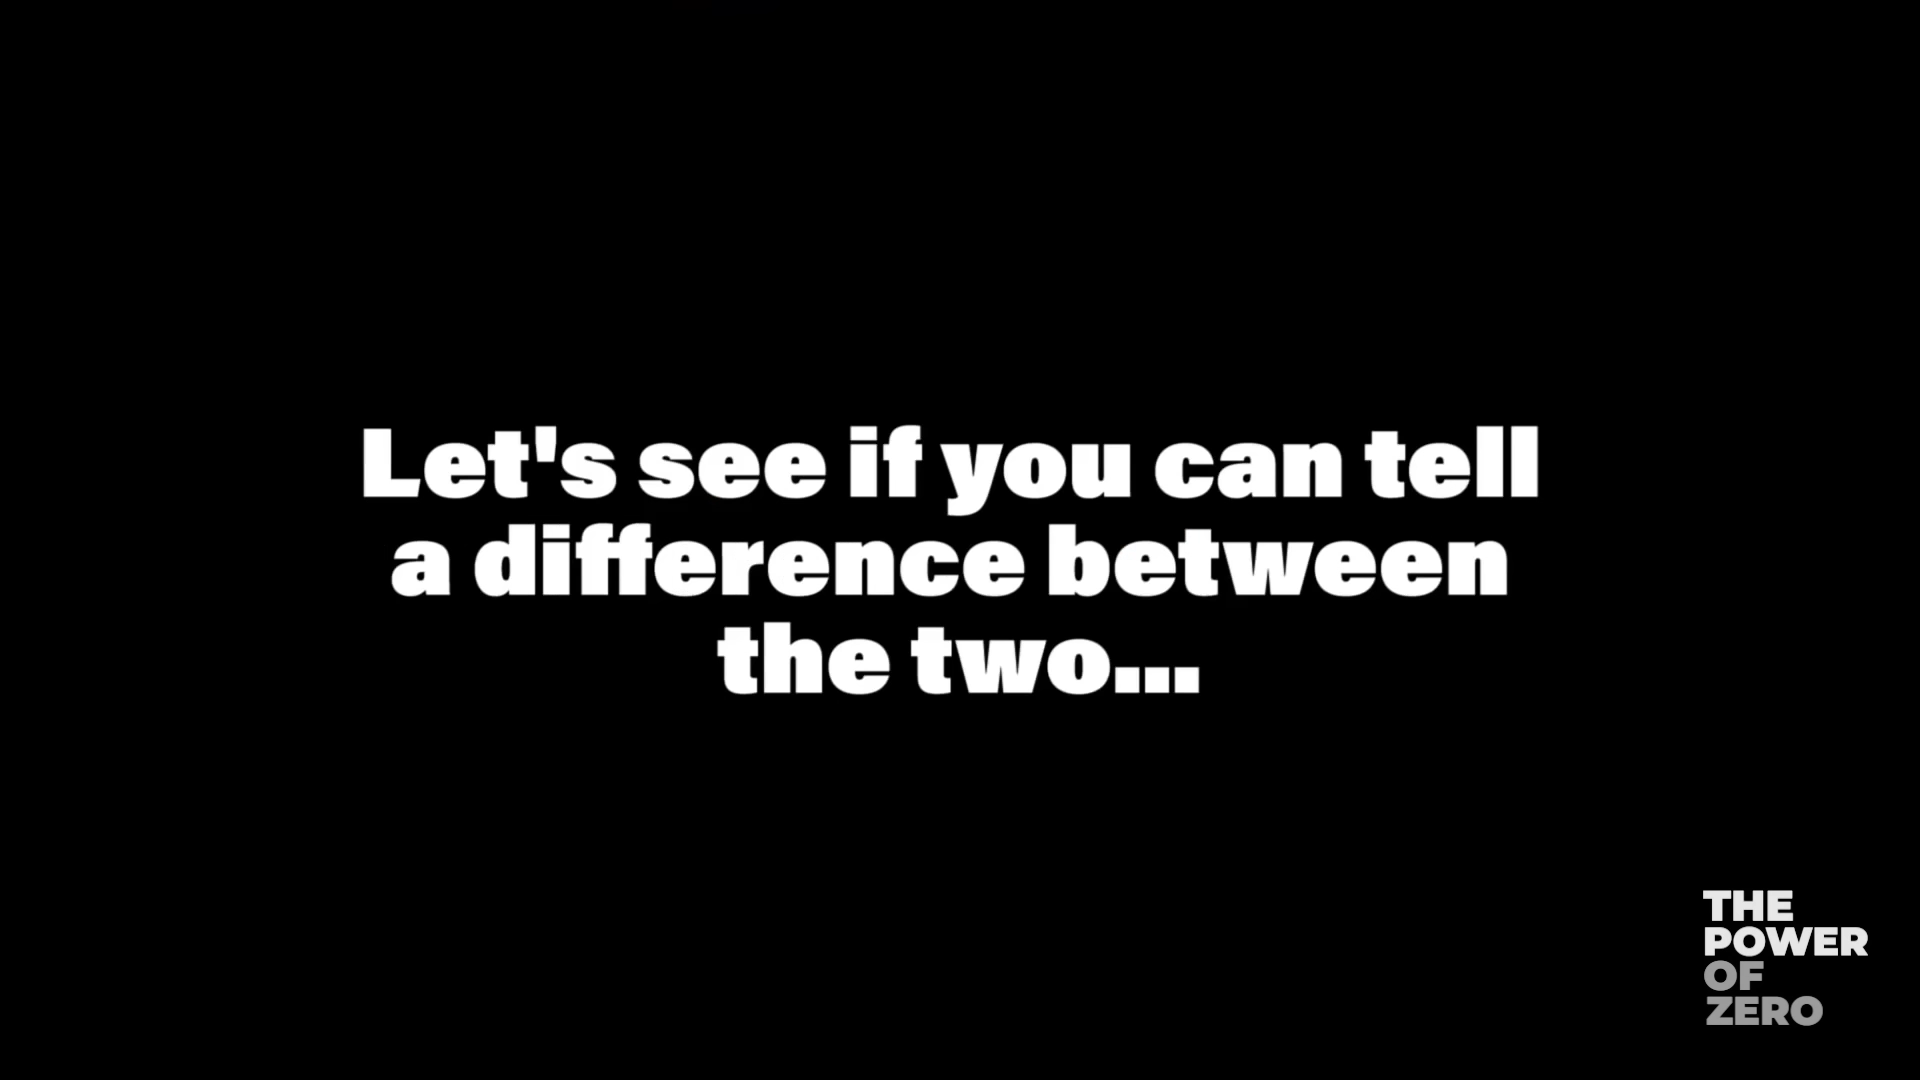 Let's see if you can tell
a difference between
the two...
THE
POWER
OF
ZERO